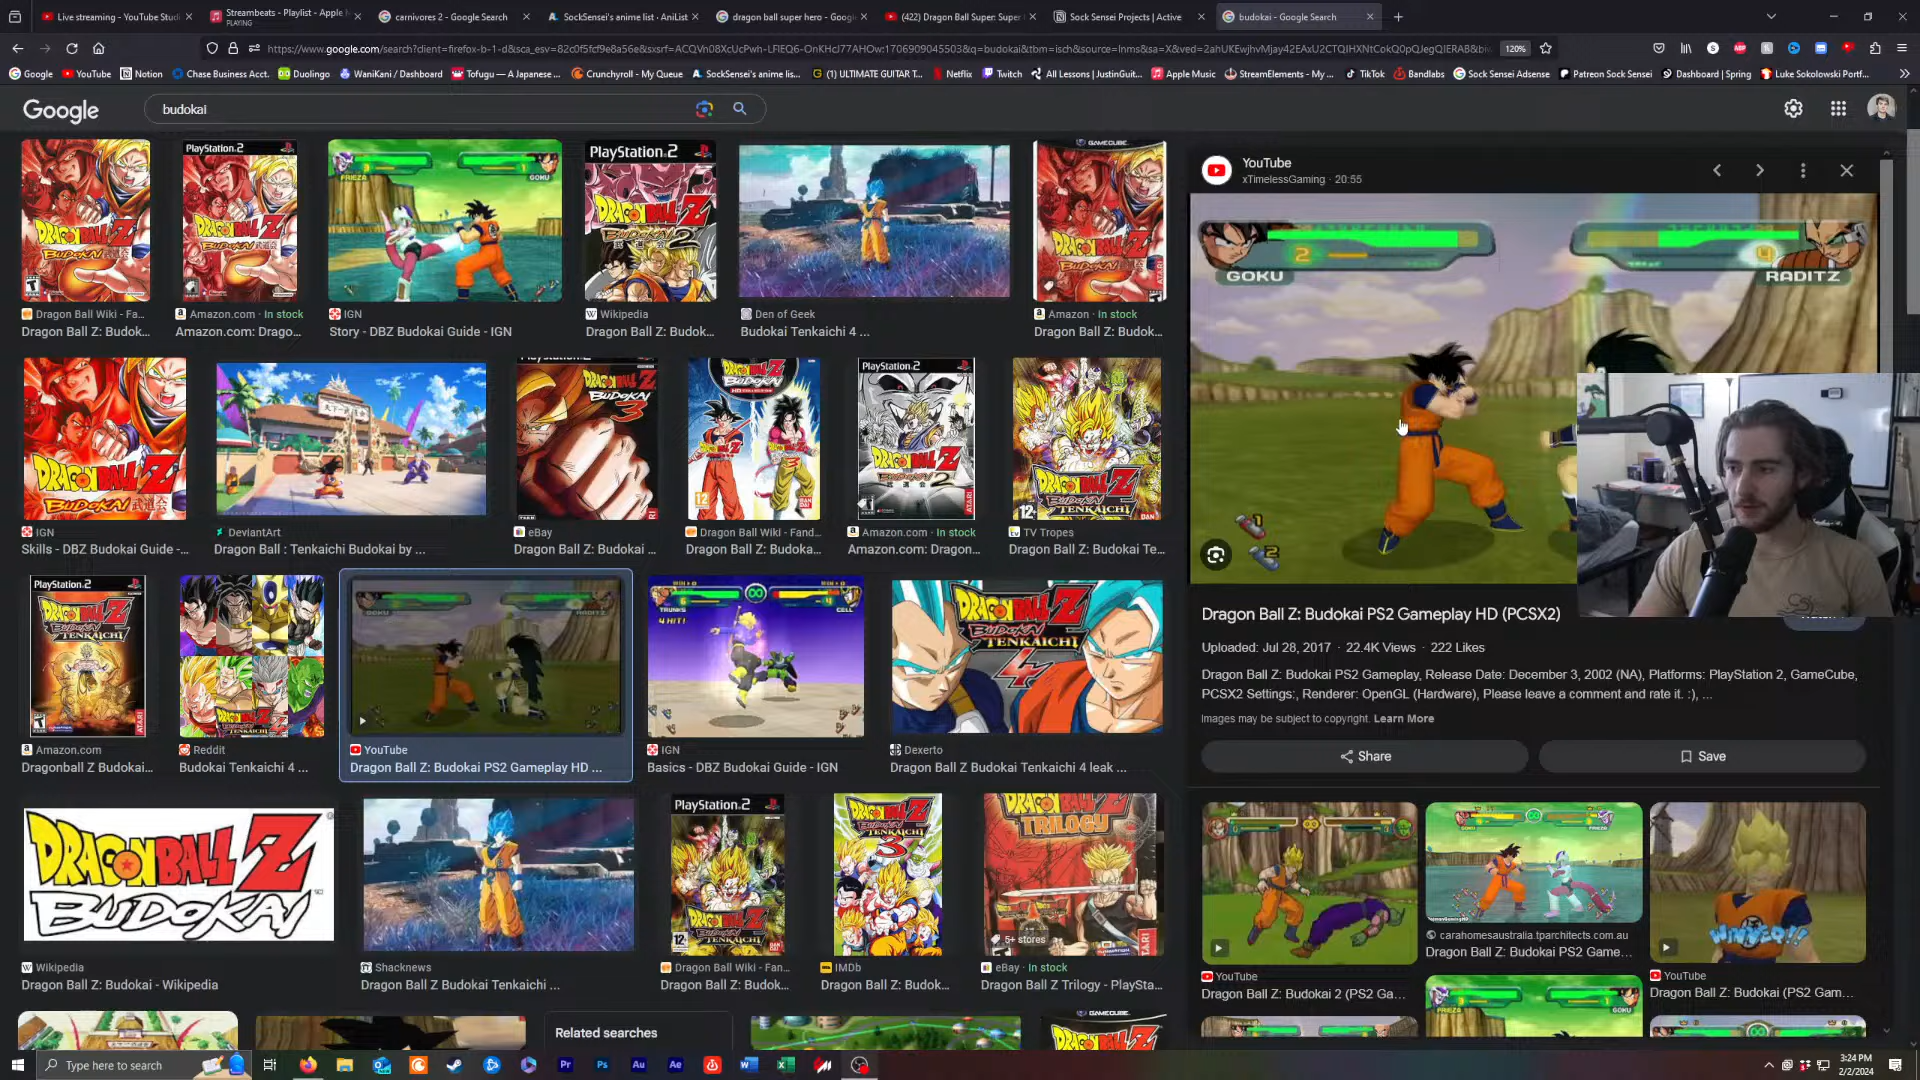 Live streaming - YouTube Studi
Streambeats - Playlist - Apple M
PLAYING
carnivores 2 - Google Search
SockSensei's anime list · AniList
dragon ball super hero - Google
(422) Dragon Ball Super: Super
Sock Sensei Projects | Active
budokai - Google Search
120%
Google
YouTube
Notion
Chase Business Acct.
Duolingo
WaniKani / Dashboard
Tofugu — A Japanese ...
Crunchyroll - My Queue
SockSensei's anime lis...
(1) ULTIMATE GUITAR T...
Netflix
Twitch
All Lessons | JustinGuit...
Apple Music
StreamElements - My ...
TikTok
Bandlabs
Sock Sensei Adsense
Patreon Sock Sensei
Dashboard | Spring
Luke Sokolowski Portf...
Google
budokai
Dragon Ball Wiki - Fa...
Dragon Ball Z: Budok...
Amazon.com · In stock
Amazon.com: Drago...
IGN
Story - DBZ Budokai Guide - IGN
Wikipedia
Dragon Ball Z: Budok...
Den of Geek
Budokai Tenkaichi 4 ...
Amazon · In stock
Dragon Ball Z: Budok...
IGN
Skills - DBZ Budokai Guide -...
DeviantArt
Dragon Ball : Tenkaichi Budokai by ...
eBay
Dragon Ball Z: Budokai ...
Dragon Ball Wiki - Fand...
Dragon Ball Z: Budoka...
Amazon.com · In stock
Amazon.com: Dragon...
TV Tropes
Dragon Ball Z: Budokai Te...
Amazon.com
Dragonball Z Budokai...
Reddit
Budokai Tenkaichi 4 ...
YouTube
Dragon Ball Z: Budokai PS2 Gameplay HD ...
IGN
Basics - DBZ Budokai Guide - IGN
Dexerto
Dragon Ball Z Budokai Tenkaichi 4 leak ...
DRAGON BALL Z
BUDOKAI
Wikipedia
Dragon Ball Z: Budokai - Wikipedia
Shacknews
Dragon Ball Z Budokai Tenkaichi ...
Dragon Ball Wiki - Fan...
Dragon Ball Z: Budok...
IMDb
Dragon Ball Z: Budok...
5+ stores
eBay · In stock
Dragon Ball Z Trilogy - PlaySta...
Related searches
YouTube
xTimelessGaming · 20:55
GOKU
2
RADITZ
4
1
2
Dragon Ball Z: Budokai PS2 Gameplay HD (PCSX2)
Uploaded: Jul 28, 2017 · 22.4K Views · 222 Likes
Dragon Ball Z: Budokai PS2 Gameplay, Release Date: December 3, 2002 (NA), Platforms: PlayStation 2, GameCube,
PCSX2 Settings:, Renderer: OpenGL (Hardware), Please leave a comment and rate it. :), ...
Images may be subject to copyright. Learn More
Share
Save
YouTube
Dragon Ball Z: Budokai 2 (PS2 Ga...
carahomesaustralia.tparchitects.com.au
Dragon Ball Z: Budokai PS2 Game...
WINNER!!
YouTube
Dragon Ball Z: Budokai (PS2 Gam...
Type here to search
3:24 PM
2/2/2024